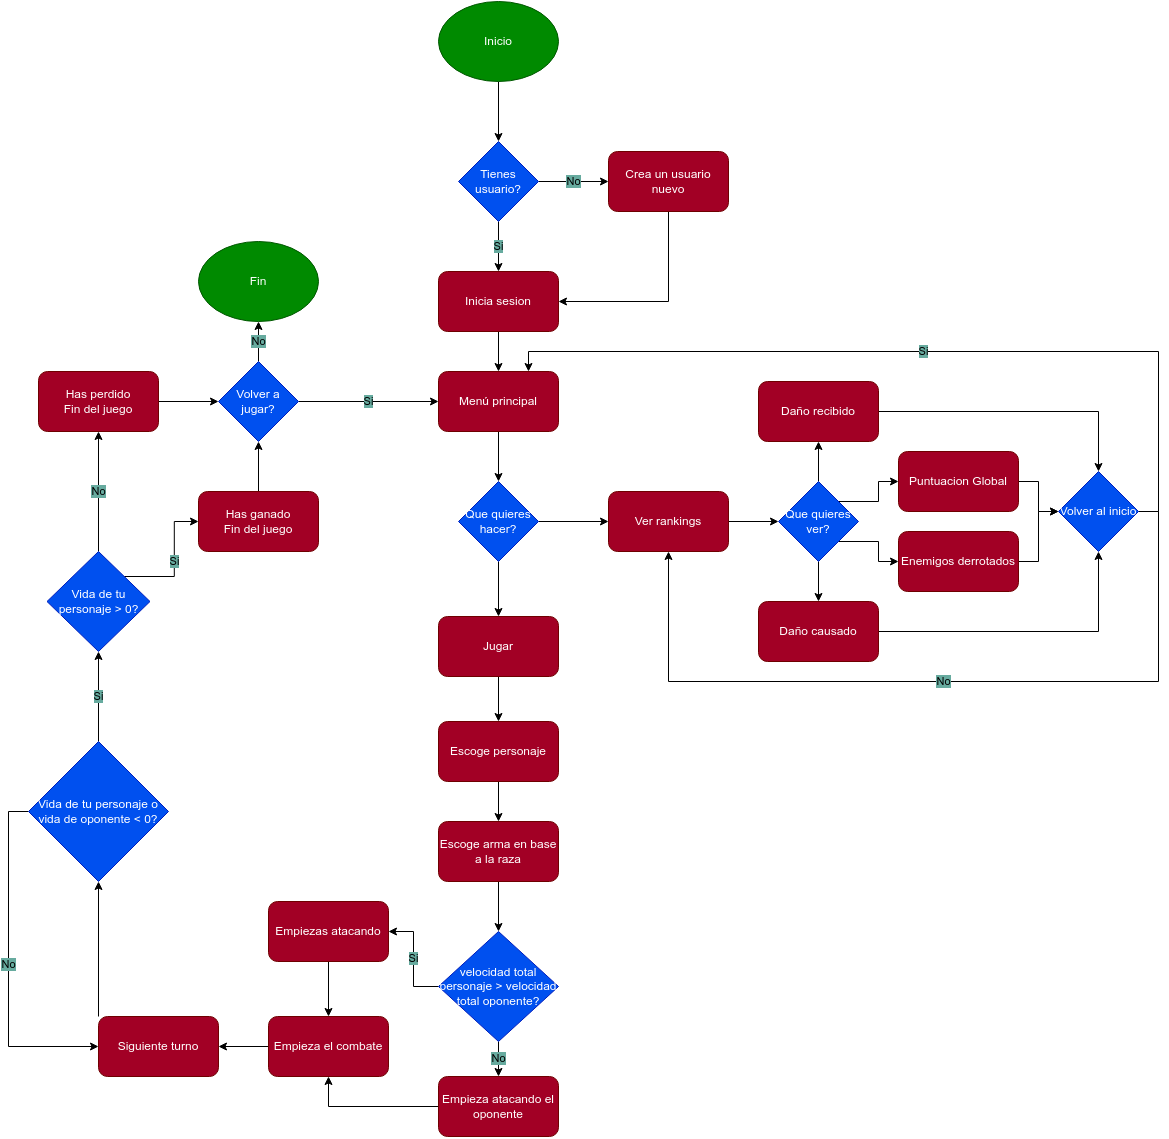 Inicio
Tienes
usuario?
No
Crea un usuario
nuevo
Si
Inicia sesion
Fin
No
Si
Has perdido
Fin del juego
Volver a
jugar?
Si
Menú principal
Daño recibido
Puntuacion Global
No
Has ganado
Fin del juego
Que quieres
hacer?
Ver rankings
Que quieres
ver?
Volver al inicio
Si
Enemigos derrotados
Vida de tu
personaje > 0?
Daño causado
Jugar
No
Si
Escoge personaje
Vida de tu personaje o
vida de oponente < 0?
Escoge arma en base
a la raza
Empiezas atacando
Si
No
velocidad total
personaje > velocidad
total oponente?
Siguiente turno
Empieza el combate
No
Empieza atacando el
oponente